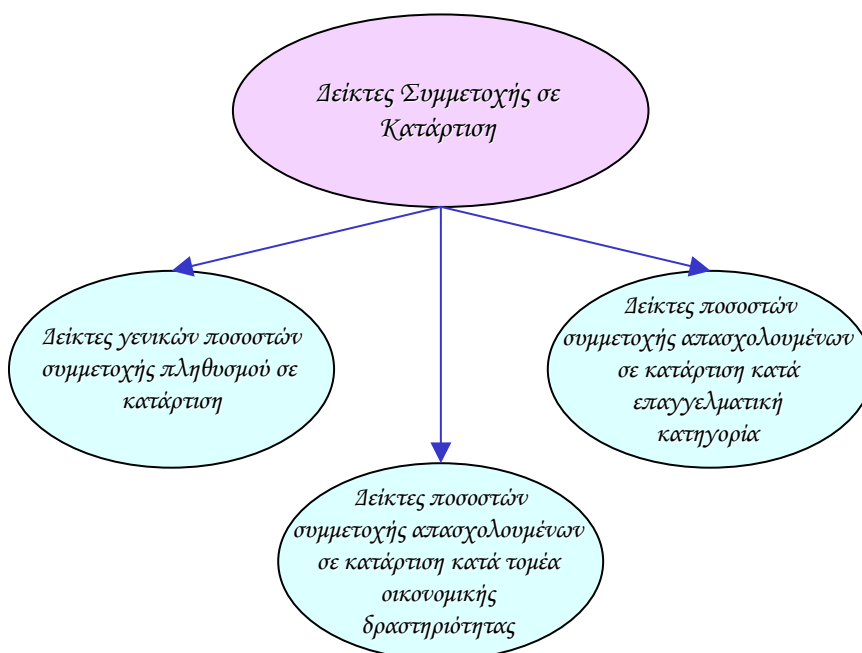 Δείκτες Συμμετοχής σε
Κατάρτιση
Δείκτες γενικών ποσοστών
συμμετοχής πληθυσμού σε
κατάρτιση
Δείκτες ποσοστών
συμμετοχής απασχολουμένων
σε κατάρτιση κατά τομέα
οικονομικής
δραστηριότητας
Δείκτες ποσοστών
συμμετοχής απασχολουμένων
σε κατάρτιση κατά
επαγγελματική
κατηγορία